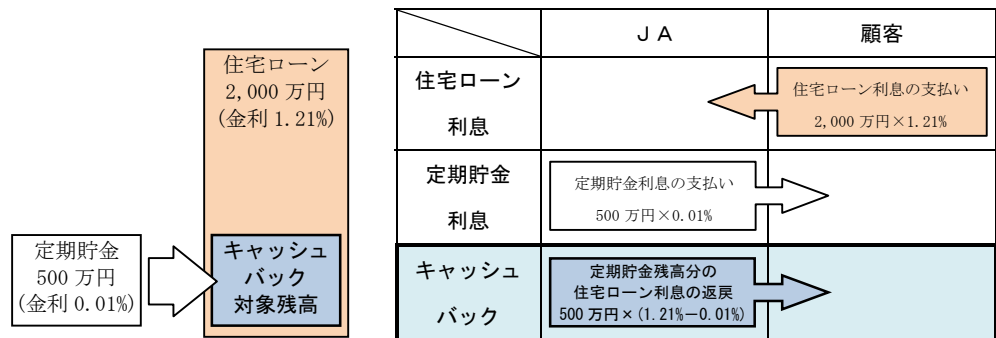 住宅ローン
2,000 万円
(金利 1.21%)
定期貯金
500 万円
(金利 0.01%)
キャッシュ
バック
対象残高
ＪＡ
顧客
住宅ローン
利息
住宅ローン利息の支払い
2,000 万円×1.21%
定期貯金
利息
定期貯金利息の支払い
500 万円×0.01%
キャッシュ
バック
定期貯金残高分の
住宅ローン利息の返戻
500 万円×(1.21%－0.01%)